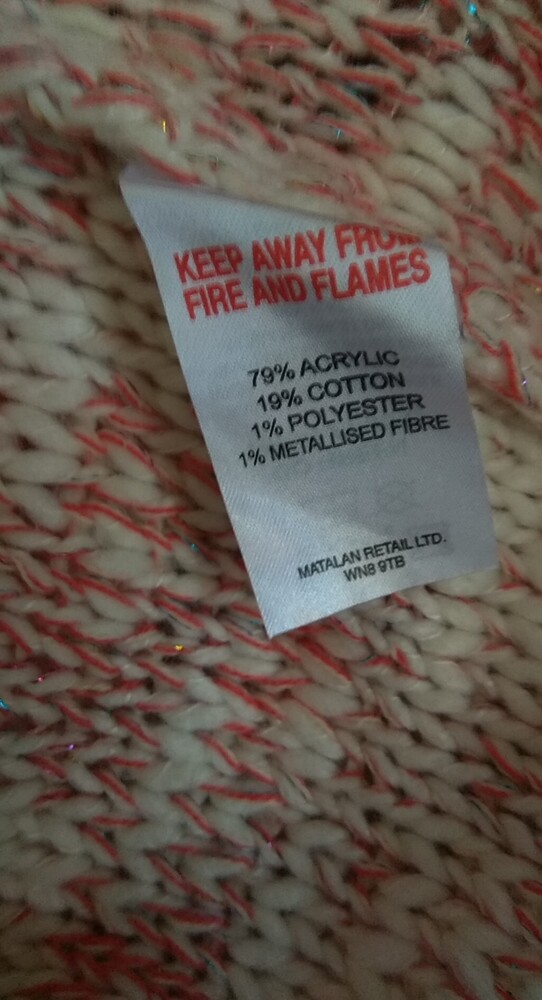 KEEP AWAY FROM
FIRE AND FLAMES
79% ACRYLIC
19% COTTON
1% POLYESTER
1% METALLISED FIBRE
MATALAN RETAIL LTD.
WN8 9TB